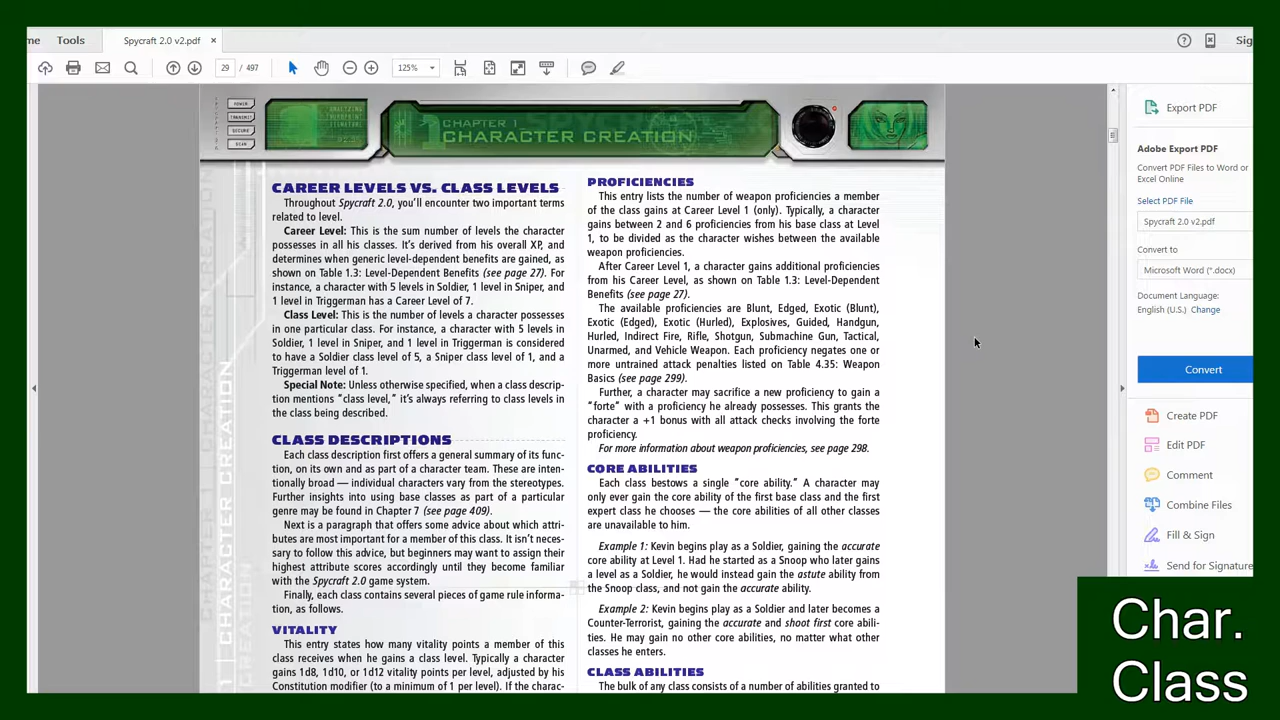 me
Tools
Spycraft 2.0 v2.pdf
×
Sig
29 / 497
125%
POWER
TRANSMIT
SECURE
SCAN
CHAPTER 1
CHARACTER CREATION
CAREER LEVELS VS. CLASS LEVELS
Throughout Spycraft 2.0, you'll encounter two important terms
related to level.
Career Level: This is the sum number of levels the character
possesses in all his classes. It's derived from his overall XP, and
determines when generic level-dependent benefits are gained, as
shown on Table 1.3: Level-Dependent Benefits (see page 27). For
instance, a character with 5 levels in Soldier, 1 level in Sniper, and
1 level in Triggerman has a Career Level of 7.
Class Level: This is the number of levels a character possesses
in one particular class. For instance, a character with 5 levels in
Soldier, 1 level in Sniper, and 1 level in Triggerman is considered
to have a Soldier class level of 5, a Sniper class level of 1, and a
Triggerman level of 1.
Special Note: Unless otherwise specified, when a class descrip-
tion mentions "class level," it's always referring to class levels in
the class being described.
CLASS DESCRIPTIONS
Each class description first offers a general summary of its func-
tion, on its own and as part of a character team. These are inten-
tionally broad — individual characters vary from the stereotypes.
Further insights into using base classes as part of a particular
genre may be found in Chapter 7 (see page 409).
Next is a paragraph that offers some advice about which attri-
butes are most important for a member of this class. It isn't neces-
sary to follow this advice, but beginners may want to assign their
highest attribute scores accordingly until they become familiar
with the Spycraft 2.0 game system.
Finally, each class contains several pieces of game rule informa-
tion, as follows.
VITALITY
This entry states how many vitality points a member of this
class receives when he gains a class level. Typically a character
gains 1d8, 1d10, or 1d12 vitality points per level, adjusted by his
Constitution modifier (to a minimum of 1 per level). If the charac-
PROFICIENCIES
This entry lists the number of weapon proficiencies a member
of the class gains at Career Level 1 (only). Typically, a character
gains between 2 and 6 proficiencies from his base class at Level
1, to be divided as the character wishes between the available
weapon proficiencies.
After Career Level 1, a character gains additional proficiencies
from his Career Level, as shown on Table 1.3: Level-Dependent
Benefits (see page 27).
The available proficiencies are Blunt, Edged, Exotic (Blunt),
Exotic (Edged), Exotic (Hurled), Explosives, Guided, Handgun,
Hurled, Indirect Fire, Rifle, Shotgun, Submachine Gun, Tactical,
Unarmed, and Vehicle Weapon. Each proficiency negates one or
more untrained attack penalties listed on Table 4.35: Weapon
Basics (see page 299).
Further, a character may sacrifice a new proficiency to gain a
"forte" with a proficiency he already possesses. This grants the
character a +1 bonus with all attack checks involving the forte
proficiency.
For more information about weapon proficiencies, see page 298.
CORE ABILITIES
Each class bestows a single "core ability." A character may
only ever gain the core ability of the first base class and the first
expert class he chooses — the core abilities of all other classes
are unavailable to him.
Example 1: Kevin begins play as a Soldier, gaining the accurate
core ability at Level 1. Had he started as a Snoop who later gains
a level as a Soldier, he would instead gain the astute ability from
the Snoop class, and not gain the accurate ability.
Example 2: Kevin begins play as a Soldier and later becomes a
Counter-Terrorist, gaining the accurate and shoot first core abili-
ties. He may gain no other core abilities, no matter what other
classes he enters.
CLASS ABILITIES
The bulk of any class consists of a number of abilities granted to
CHARACTER CREATION
Export PDF
Adobe Export PDF
Convert PDF Files to Word or
Excel Online
Select PDF File
Spycraft 2.0 v2.pdf
Convert to
Microsoft Word (*.docx)
Document Language:
English (U.S.) Change
Convert
Create PDF
Edit PDF
Comment
Combine Files
Fill & Sign
Send for Signature
Char.
Class